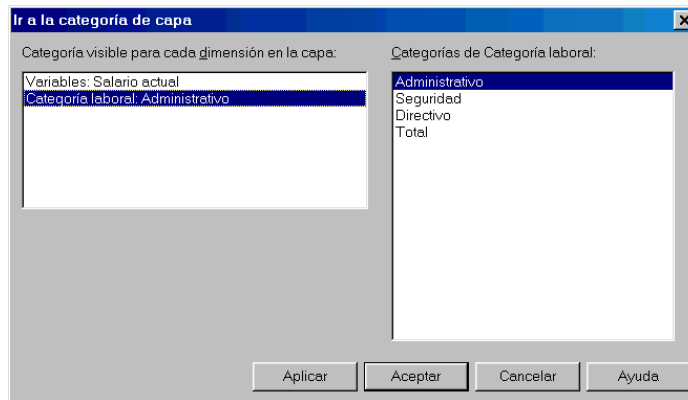 Ir a la categoría de capa
Categoría visible para cada dimensión en la capa:
Variables: Salario actual
Categoría laboral: Administrativo
Categorías de Categoría laboral:
Administrativo
Seguridad
Directivo
Total
Aplicar
Aceptar
Cancelar
Ayuda